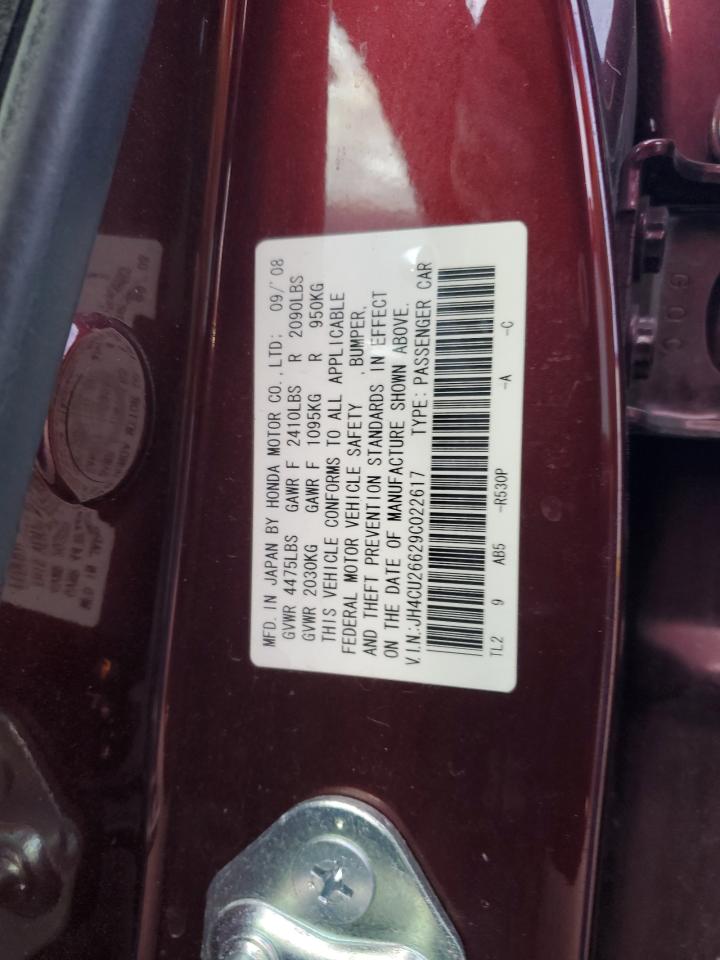 MFD. IN JAPAN BY HONDA MOTOR CO., LTD: 09/'08
GVWR 4475LBS GAWR F 2410LBS R 2090LBS
GVWR 2030KG GAWR F 1095KG R 950KG
THIS VEHICLE CONFORMS TO ALL APPLICABLE
FEDERAL MOTOR VEHICLE SAFETY BUMPER,
AND THEFT PREVENTION STANDARDS IN EFFECT
ON THE DATE OF MANUFACTURE SHOWN ABOVE.
V.I.N.:JH4CU26629C022617 TYPE: PASSENGER CAR
TL2 9 AB5 -R530P -A -C
G.O.C.